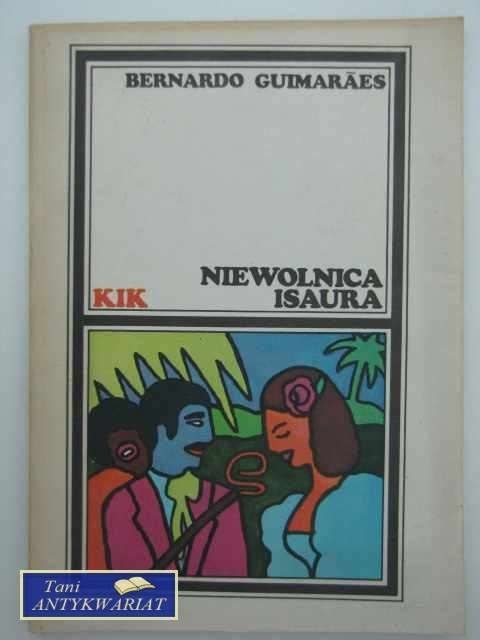 BERNARDO GUIMARÃES
NIEWOLNICA
KIK ISAURA
Tani
ANTYKWARIAT